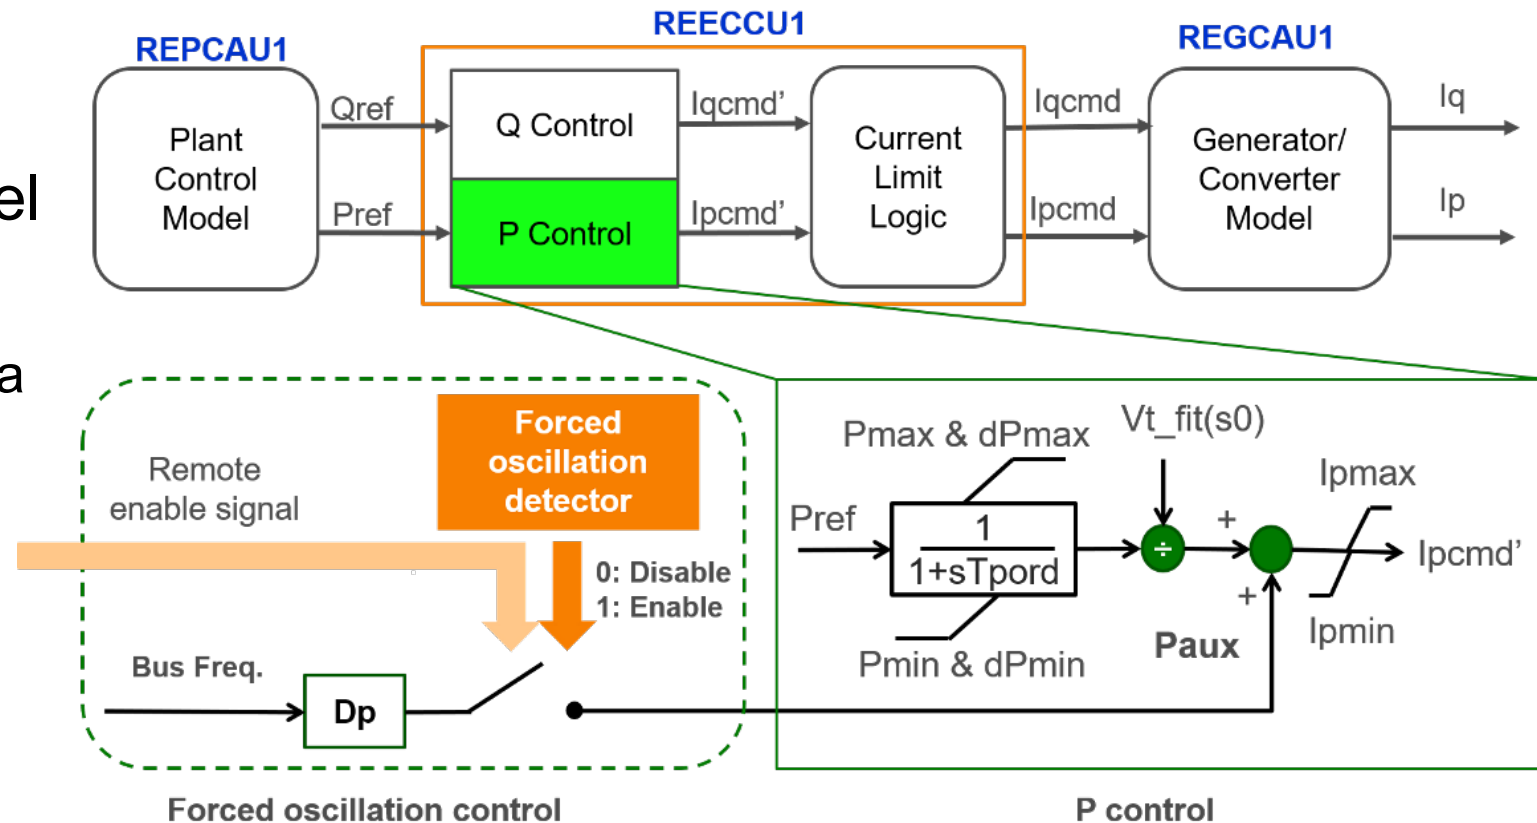 REPCAU1
REECCU1
REGCAU1
Plant
Control
Model
Qref
Pref
Q Control
P Control
Iqcmd’
Ipcmd’
Current
Limit
Logic
Iqcmd
Ipcmd
Generator/
Converter
Model
Iq
Ip
el
a
Remote
enable signal
Forced
oscillation
detector
0: Disable
1: Enable
Bus Freq.
Dp
Forced oscillation control
Pmax & dPmax
Vt_fit(s0)
Pref
1
1+sTpord
Pmin & dPmin
÷
+
+
Paux
Ipmax
Ipmin
Ipcmd’
P control